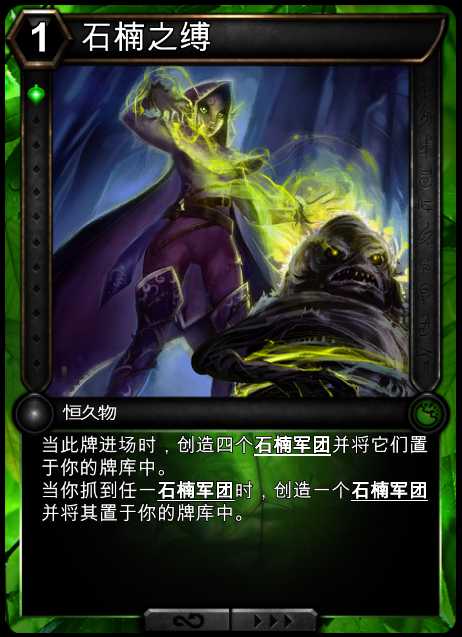 1
石楠之缚
恒久物
当此牌进场时，创造四个石楠军团并将它们置
于你的牌库中。
当你抓到任一石楠军团时，创造一个石楠军团
并将其置于你的牌库中。